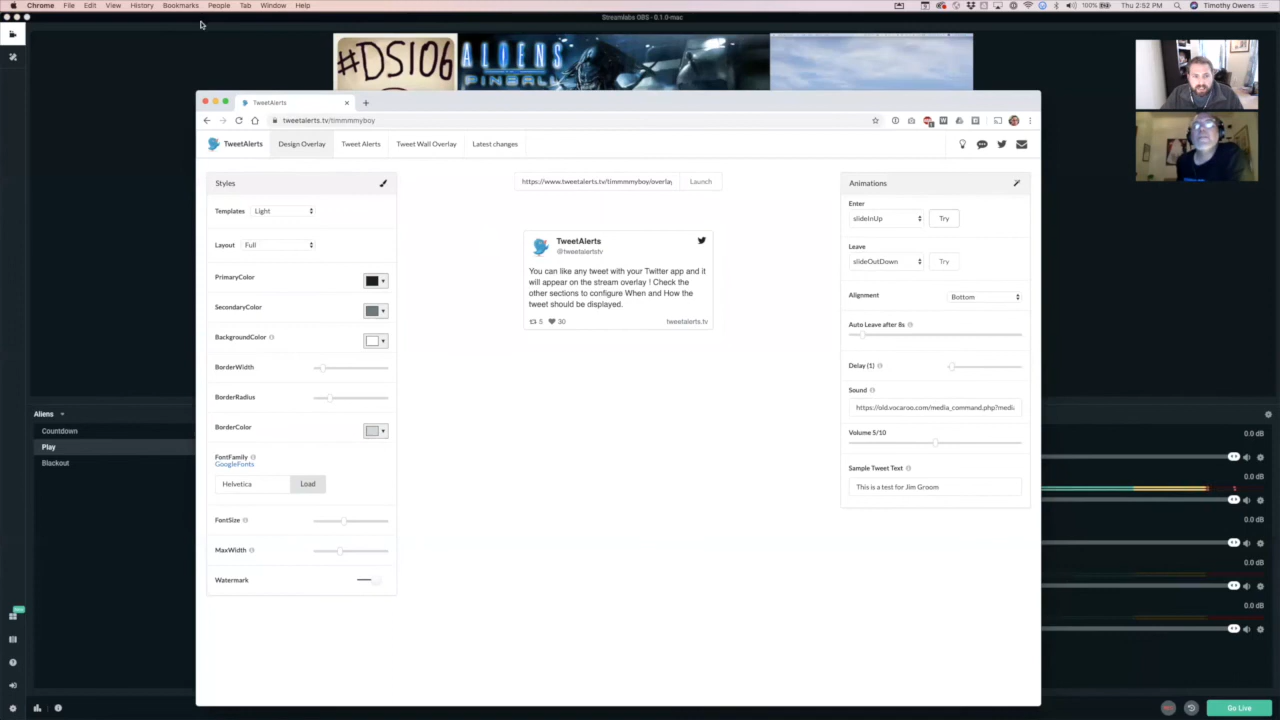 Chrome File Edit View History Bookmarks People Tab Window Help
100% Thu 2:52 PM Timothy Owens
Streamlabs OBS - 0.1.0-mac
#DS106
ALIENS
PINBALL
TweetAlerts
tweetalerts.tv/timmmmyboy
TweetAlerts Design Overlay Tweet Alerts Tweet Wall Overlay Latest changes
Styles
Templates Light
Layout Full
PrimaryColor
SecondaryColor
BackgroundColor
BorderWidth
BorderRadius
BorderColor
FontFamily
GoogleFonts
Helvetica Load
FontSize
MaxWidth
Watermark
https://www.tweetalerts.tv/timmmmyboy/overlay Launch
TweetAlerts
@tweetalertstv
You can like any tweet with your Twitter app and it
will appear on the stream overlay ! Check the
other sections to configure When and How the
tweet should be displayed.
5 30 tweetalerts.tv
Animations
Enter
slideInUp Try
Leave
slideOutDown Try
Alignment Bottom
Auto Leave after 8s
Delay (1)
Sound
https://old.vocaroo.com/media_command.php?media
Volume 5/10
Sample Tweet Text
This is a test for Jim Groom
Aliens
Countdown
Play
Blackout
0.0 dB
0.0 dB
0.0 dB
0.0 dB
0.0 dB
REC
Go Live